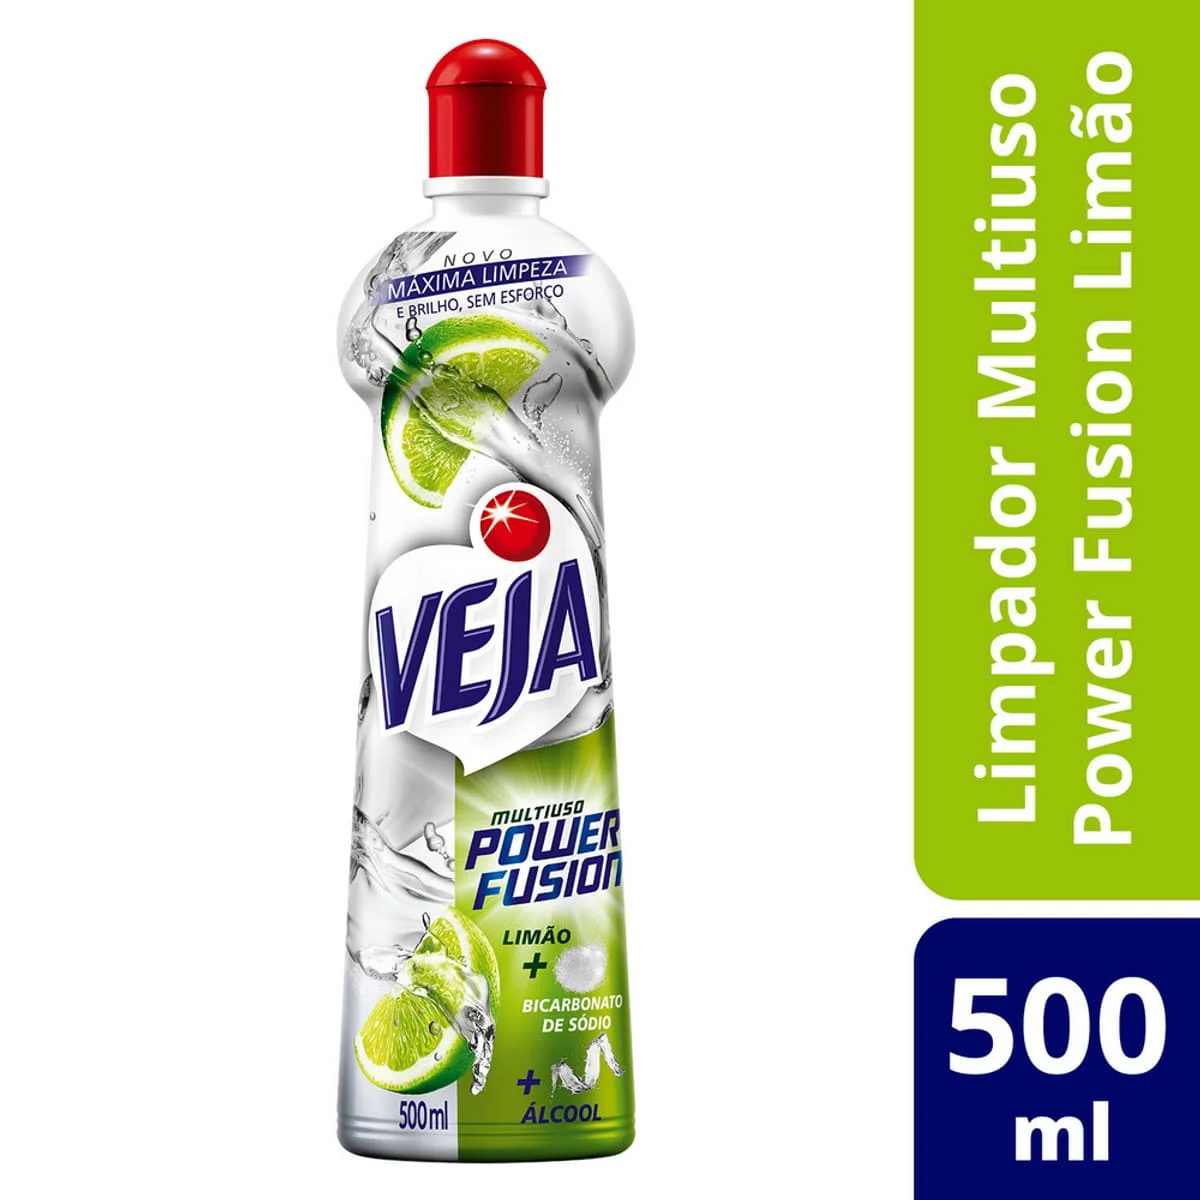 NOVO
MÁXIMA LIMPEZA
E BRILHO, SEM ESFORÇO
VEJA
MULTIUSO
POWER
FUSION
LIMÃO
+
BICARBONATO
DE SÓDIO
+
ÁLCOOL
500ml
Limpador Multiuso
Power Fusion Limão
500
ml